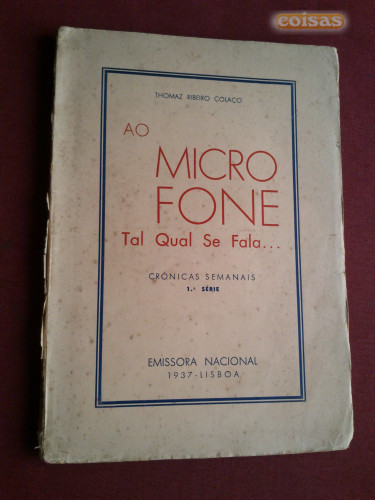 coisas
THOMAZ RIBEIRO COLAÇO
AO
MICRO
FONE
Tal Qual Se Fala...
CRÓNICAS SEMANAIS
1.ª SÉRIE
EMISSORA NACIONAL
1937-LISBOA